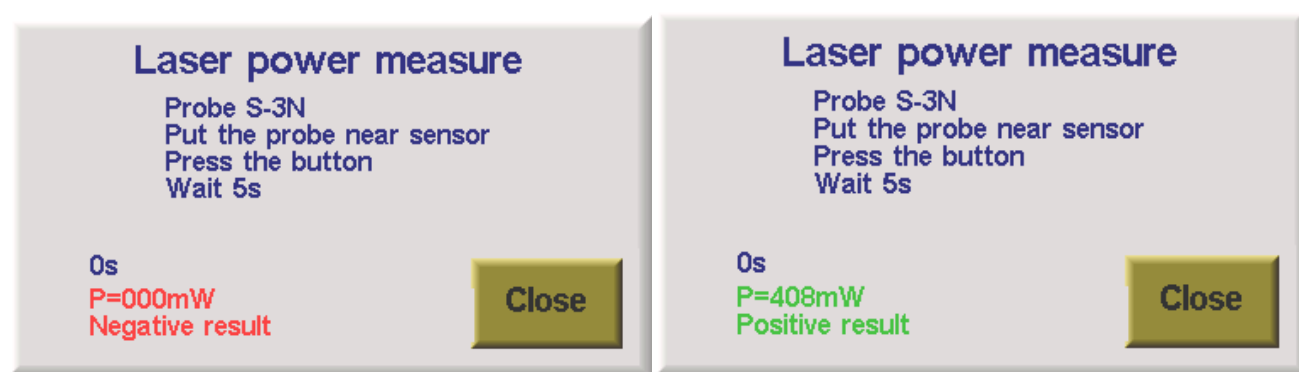 Laser power measure
Probe S-3N
Put the probe near sensor
Press the button
Wait 5s
0s
P=000mW
Negative result
Close
Laser power measure
Probe S-3N
Put the probe near sensor
Press the button
Wait 5s
0s
P=408mW
Positive result
Close